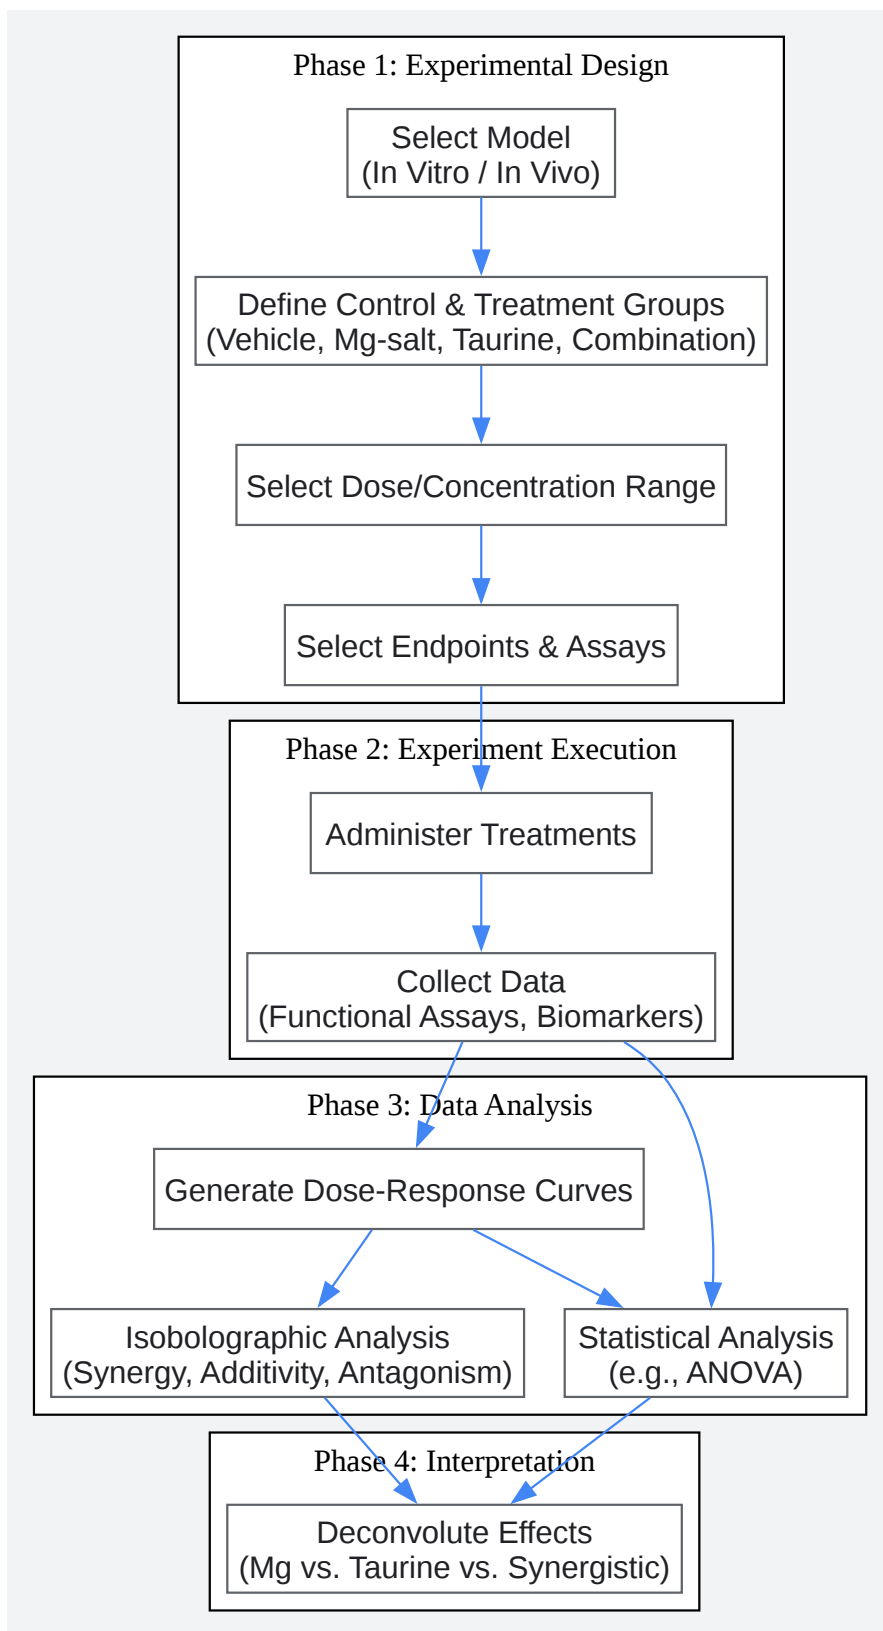 Phase 1: Experimental Design
Select Model
(In Vitro / In Vivo)
Define Control & Treatment Groups
(Vehicle, Mg-salt, Taurine, Combination)
Select Dose/Concentration Range
Select Endpoints & Assays
Phase 2: Experiment Execution
Administer Treatments
Collect Data
(Functional Assays, Biomarkers)
Phase 3: Data Analysis
Generate Dose-Response Curves
Isobolographic Analysis
(Synergy, Additivity, Antagonism)
Statistical Analysis
(e.g., ANOVA)
Phase 4: Interpretation
Deconvolute Effects
(Mg vs. Taurine vs. Synergistic)